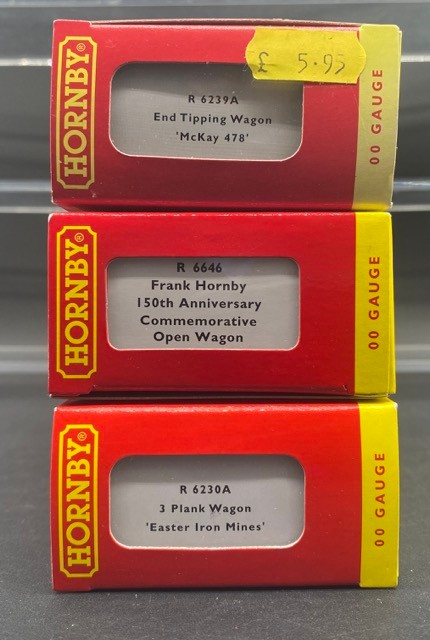 HORNBY®
£ 5.95
R 6239A
End Tipping Wagon
'McKay 478'
00 GAUGE
HORNBY®
R 6646
Frank Hornby
150th Anniversary
Commemorative
Open Wagon
00 GAUGE
HORNBY®
R 6230A
3 Plank Wagon
'Easter Iron Mines'
00 GAUGE